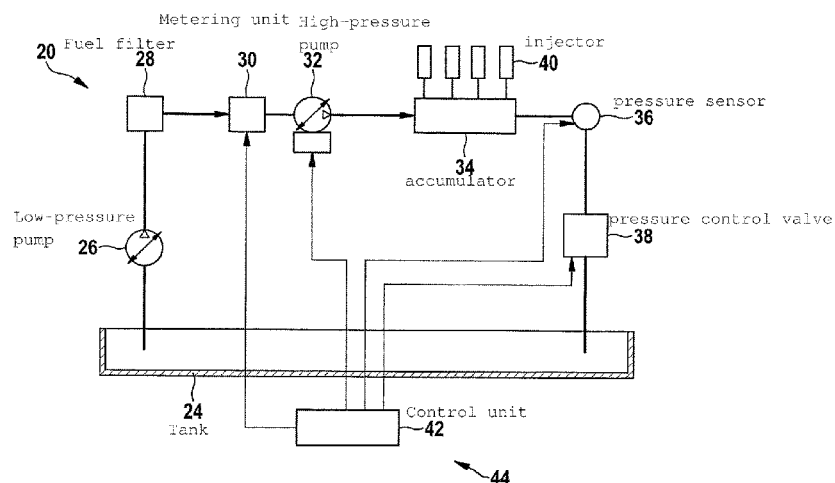 Metering unit High-pressure
Fuel filter pump injector
20 28 30 32 40
pressure sensor
36
34
accumulator
Low-pressure
pump 26
pressure control valve
38
24
Tank
Control unit
42
44